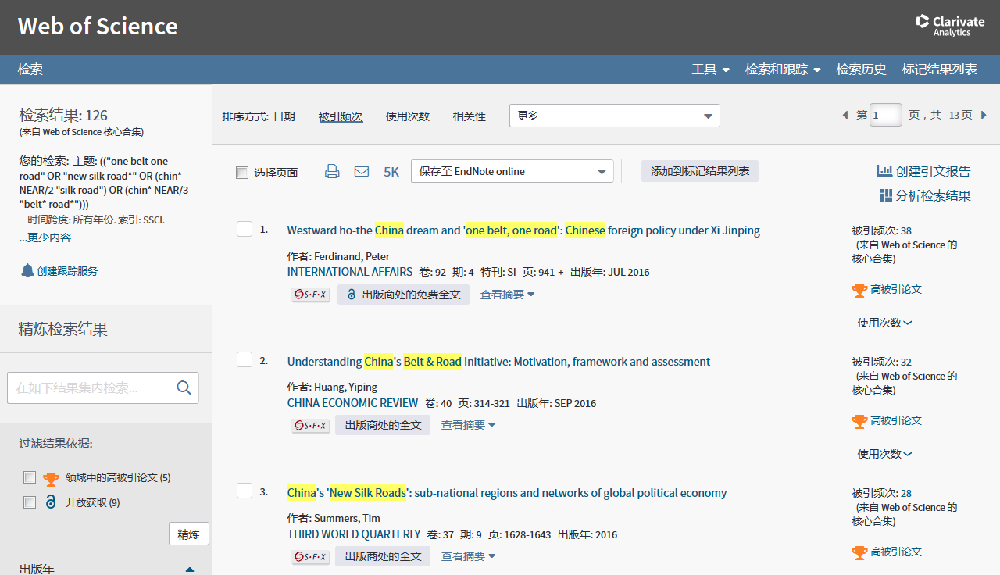 Web of Science
Clarivate
Analytics
检索
工具 检索和跟踪 检索历史 标记结果列表
检索结果: 126
(来自 Web of Science 核心合集)
您的检索: 主题: (("one belt one
road" OR "new silk road*" OR (chin*
NEAR/2 "silk road") OR (chin* NEAR/3
"belt* road*")))
时间跨度: 所有年份. 索引: SSCI.
...更少内容
创建跟踪服务
精炼检索结果
在如下结果集内检索...
过滤结果依据:
领域中的高被引论文 (5)
开放获取 (9)
精炼
出版年
排序方式: 日期 被引频次 使用次数 相关性 更多
第 1 页，共 13 页
选择页面 5K 保存至 EndNote online 添加到标记结果列表
创建引文报告
分析检索结果
1. Westward ho-the China dream and 'one belt, one road': Chinese foreign policy under Xi Jinping
作者: Ferdinand, Peter
INTERNATIONAL AFFAIRS 卷: 92 期: 4 特刊: SI 页: 941-+ 出版年: JUL 2016
S·F·X 出版商处的免费全文 查看摘要
被引频次: 38
(来自 Web of Science 的
核心合集)
高被引论文
使用次数
2. Understanding China's Belt & Road Initiative: Motivation, framework and assessment
作者: Huang, Yiping
CHINA ECONOMIC REVIEW 卷: 40 页: 314-321 出版年: SEP 2016
S·F·X 出版商处的全文 查看摘要
被引频次: 32
(来自 Web of Science 的
核心合集)
高被引论文
使用次数
3. China's 'New Silk Roads': sub-national regions and networks of global political economy
作者: Summers, Tim
THIRD WORLD QUARTERLY 卷: 37 期: 9 页: 1628-1643 出版年: 2016
S·F·X 出版商处的全文 查看摘要
被引频次: 28
(来自 Web of Science 的
核心合集)
高被引论文